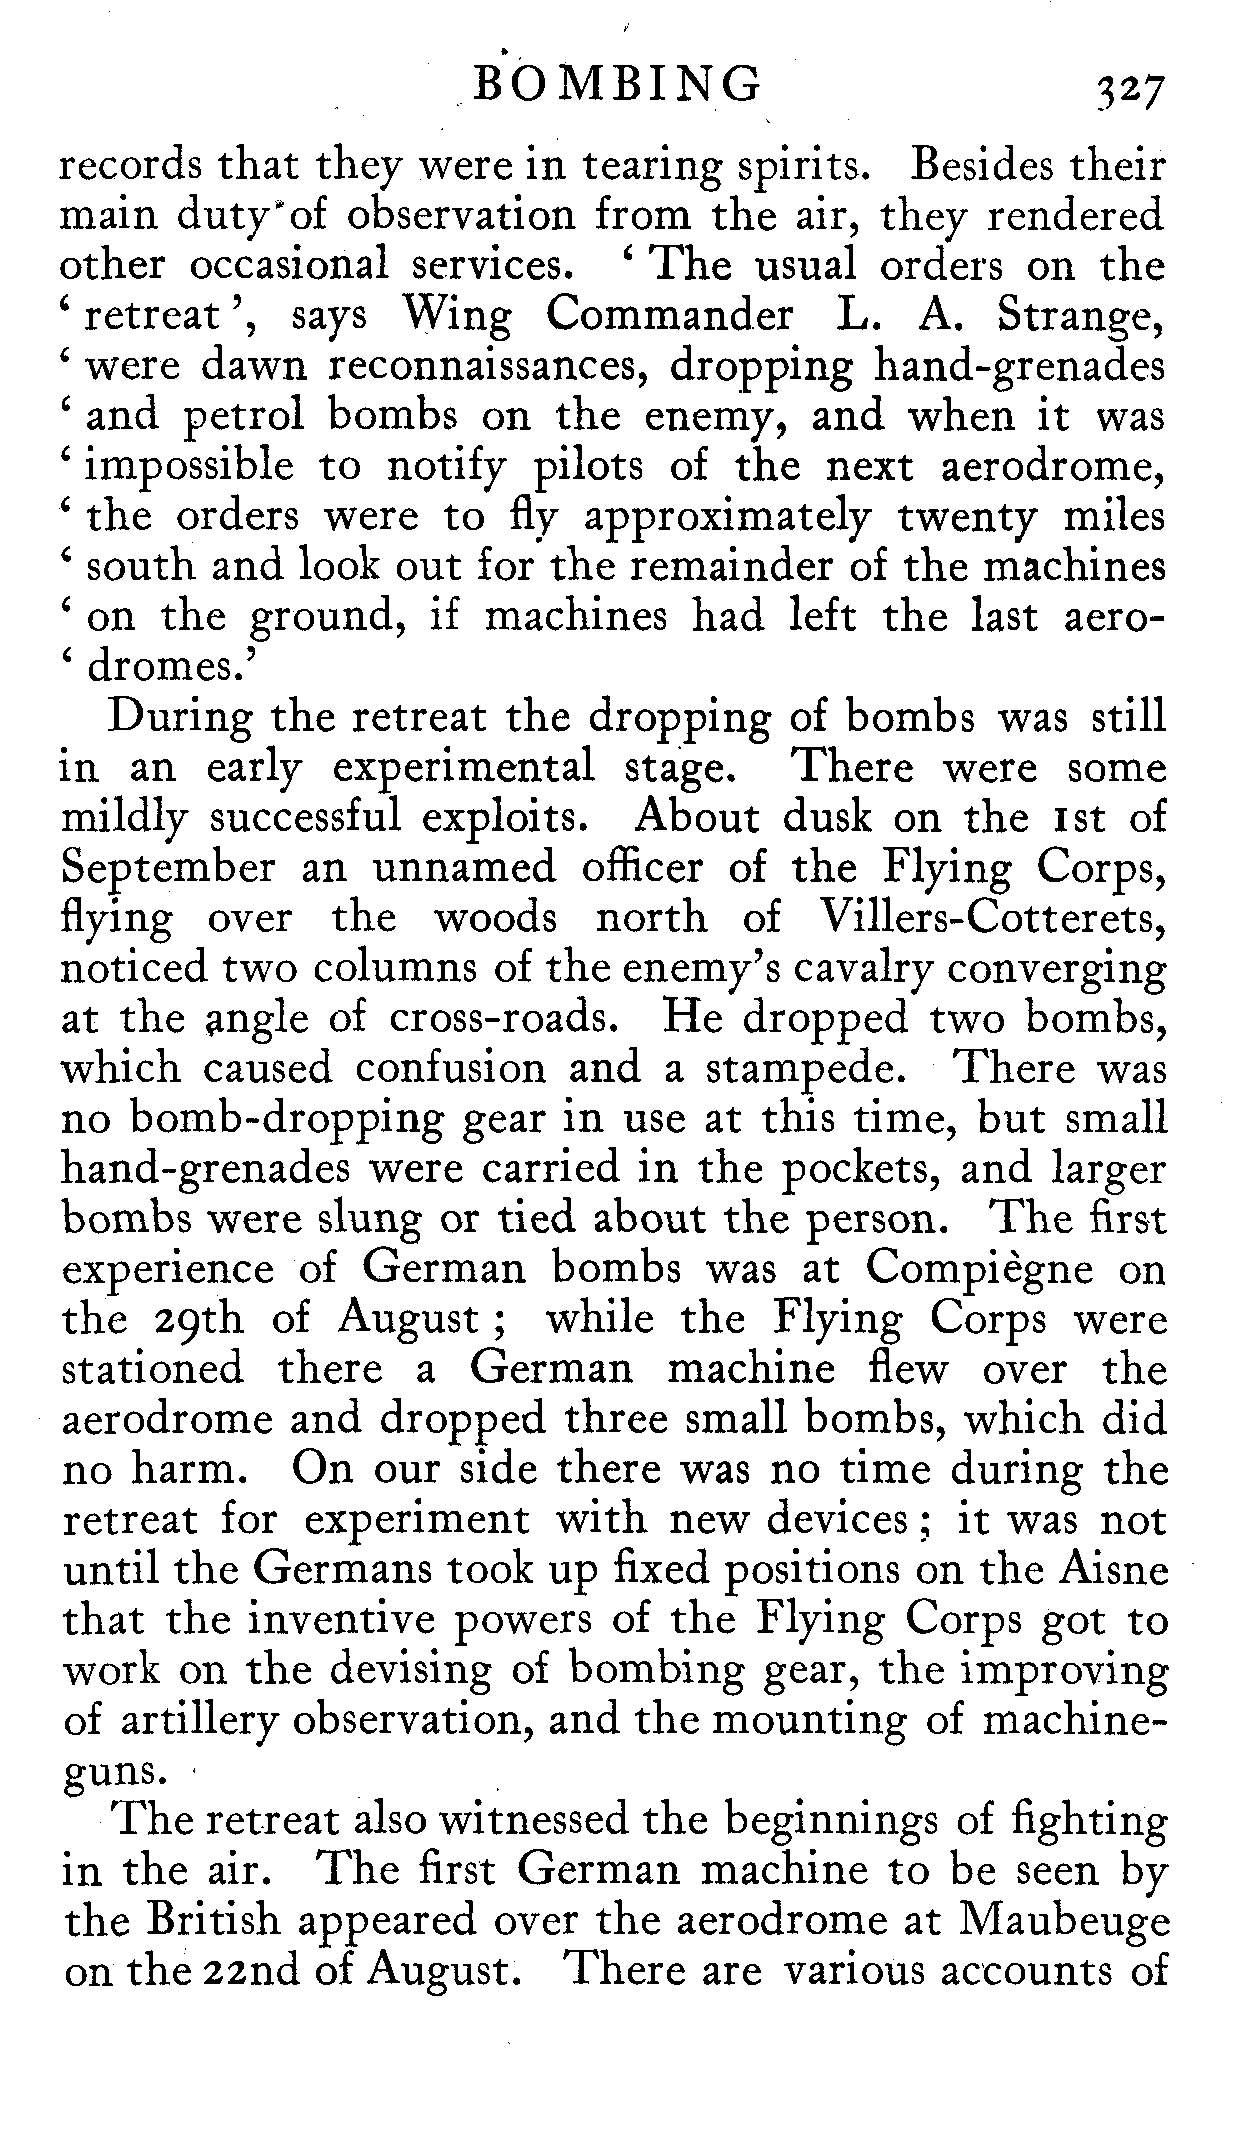 BOMBING 327
records that they were in tearing spirits. Besides their
main duty of observation from the air, they rendered
other occasional services. ‘ The usual orders on the
‘ retreat ’, says Wing Commander L. A. Strange,
‘ were dawn reconnaissances, dropping hand-grenades
‘ and petrol bombs on the enemy, and when it was
‘ impossible to notify pilots of the next aerodrome,
‘ the orders were to fly approximately twenty miles
‘ south and look out for the remainder of the machines
‘ on the ground, if machines had left the last aero-
‘ dromes.’
During the retreat the dropping of bombs was still
in an early experimental stage. There were some
mildly successful exploits. About dusk on the 1st of
September an unnamed officer of the Flying Corps,
flying over the woods north of Villers-Cotterets,
noticed two columns of the enemy’s cavalry converging
at the angle of cross-roads. He dropped two bombs,
which caused confusion and a stampede. There was
no bomb-dropping gear in use at this time, but small
hand-grenades were carried in the pockets, and larger
bombs were slung or tied about the person. The first
experience of German bombs was at Compiègne on
the 29th of August ; while the Flying Corps were
stationed there a German machine flew over the
aerodrome and dropped three small bombs, which did
no harm. On our side there was no time during the
retreat for experiment with new devices ; it was not
until the Germans took up fixed positions on the Aisne
that the inventive powers of the Flying Corps got to
work on the devising of bombing gear, the improving
of artillery observation, and the mounting of machine-
guns.
The retreat also witnessed the beginnings of fighting
in the air. The first German machine to be seen by
the British appeared over the aerodrome at Maubeuge
on the 22nd of August. There are various accounts of